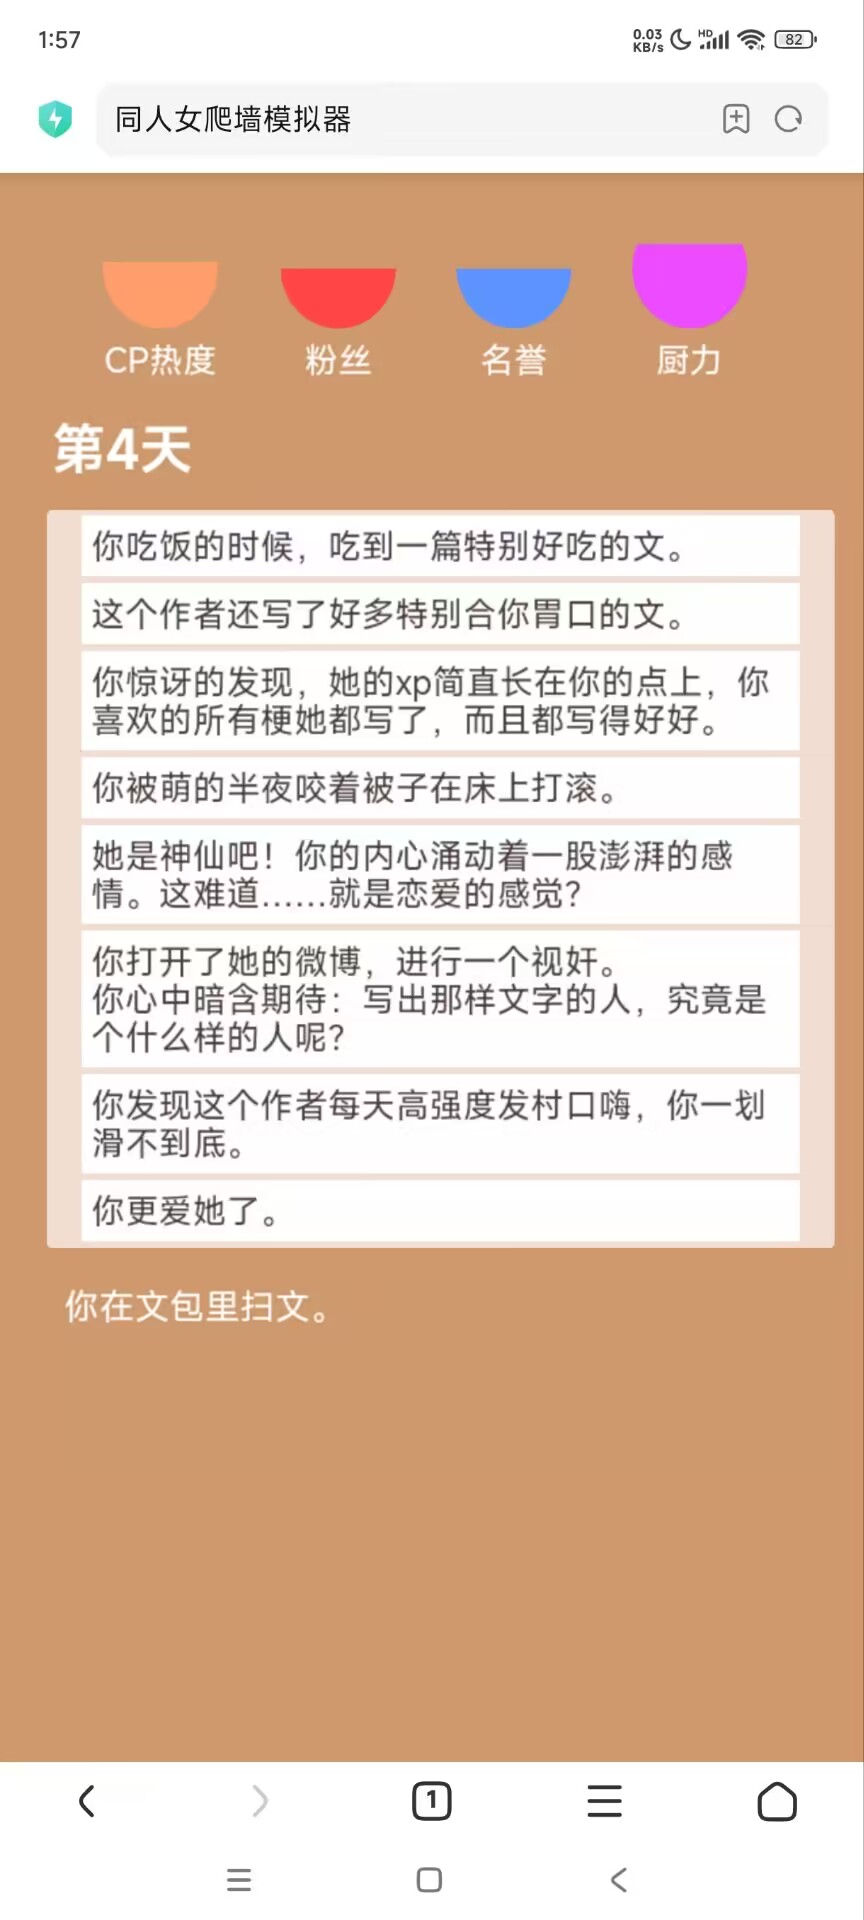 1:57
0.03
KB/s
HD
82
同人女爬墙模拟器
CP热度
粉丝
名誉
厨力
第4天
你吃饭的时候，吃到一篇特别好吃的文。
这个作者还写了好多特别合你胃口的文。
你惊讶的发现，她的xp简直长在你的点上，你
喜欢的所有梗她都写了，而且都写得好好。
你被萌的半夜咬着被子在床上打滚。
她是神仙吧！你的内心涌动着一股澎湃的感
情。这难道……就是恋爱的感觉？
你打开了她的微博，进行一个视奸。
你心中暗含期待：写出那样文字的人，究竟是
个什么样的人呢？
你发现这个作者每天高强度发村口嗨，你一划
滑不到底。
你更爱她了。
你在文包里扫文。
1